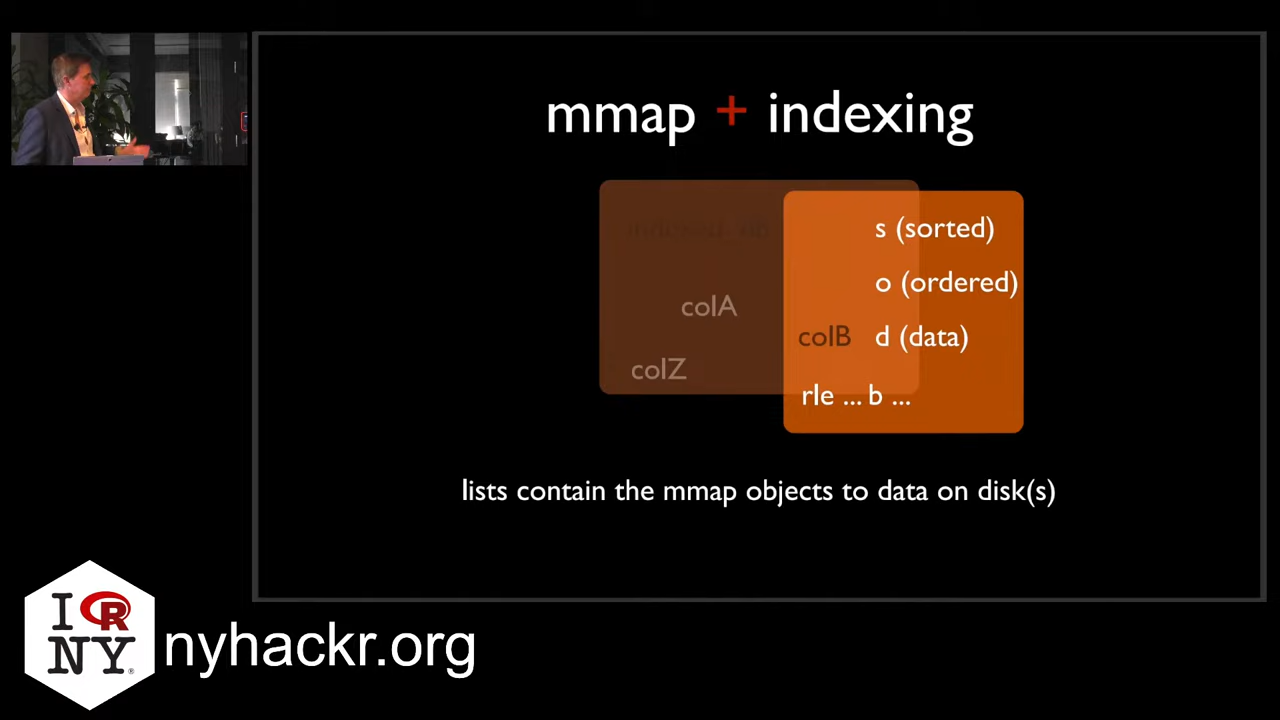 mmap + indexing
s (sorted)
o (ordered)
colA
colB d (data)
colZ
rle ... b ...
lists contain the mmap objects to data on disk(s)
I R
NY
nyhackr.org